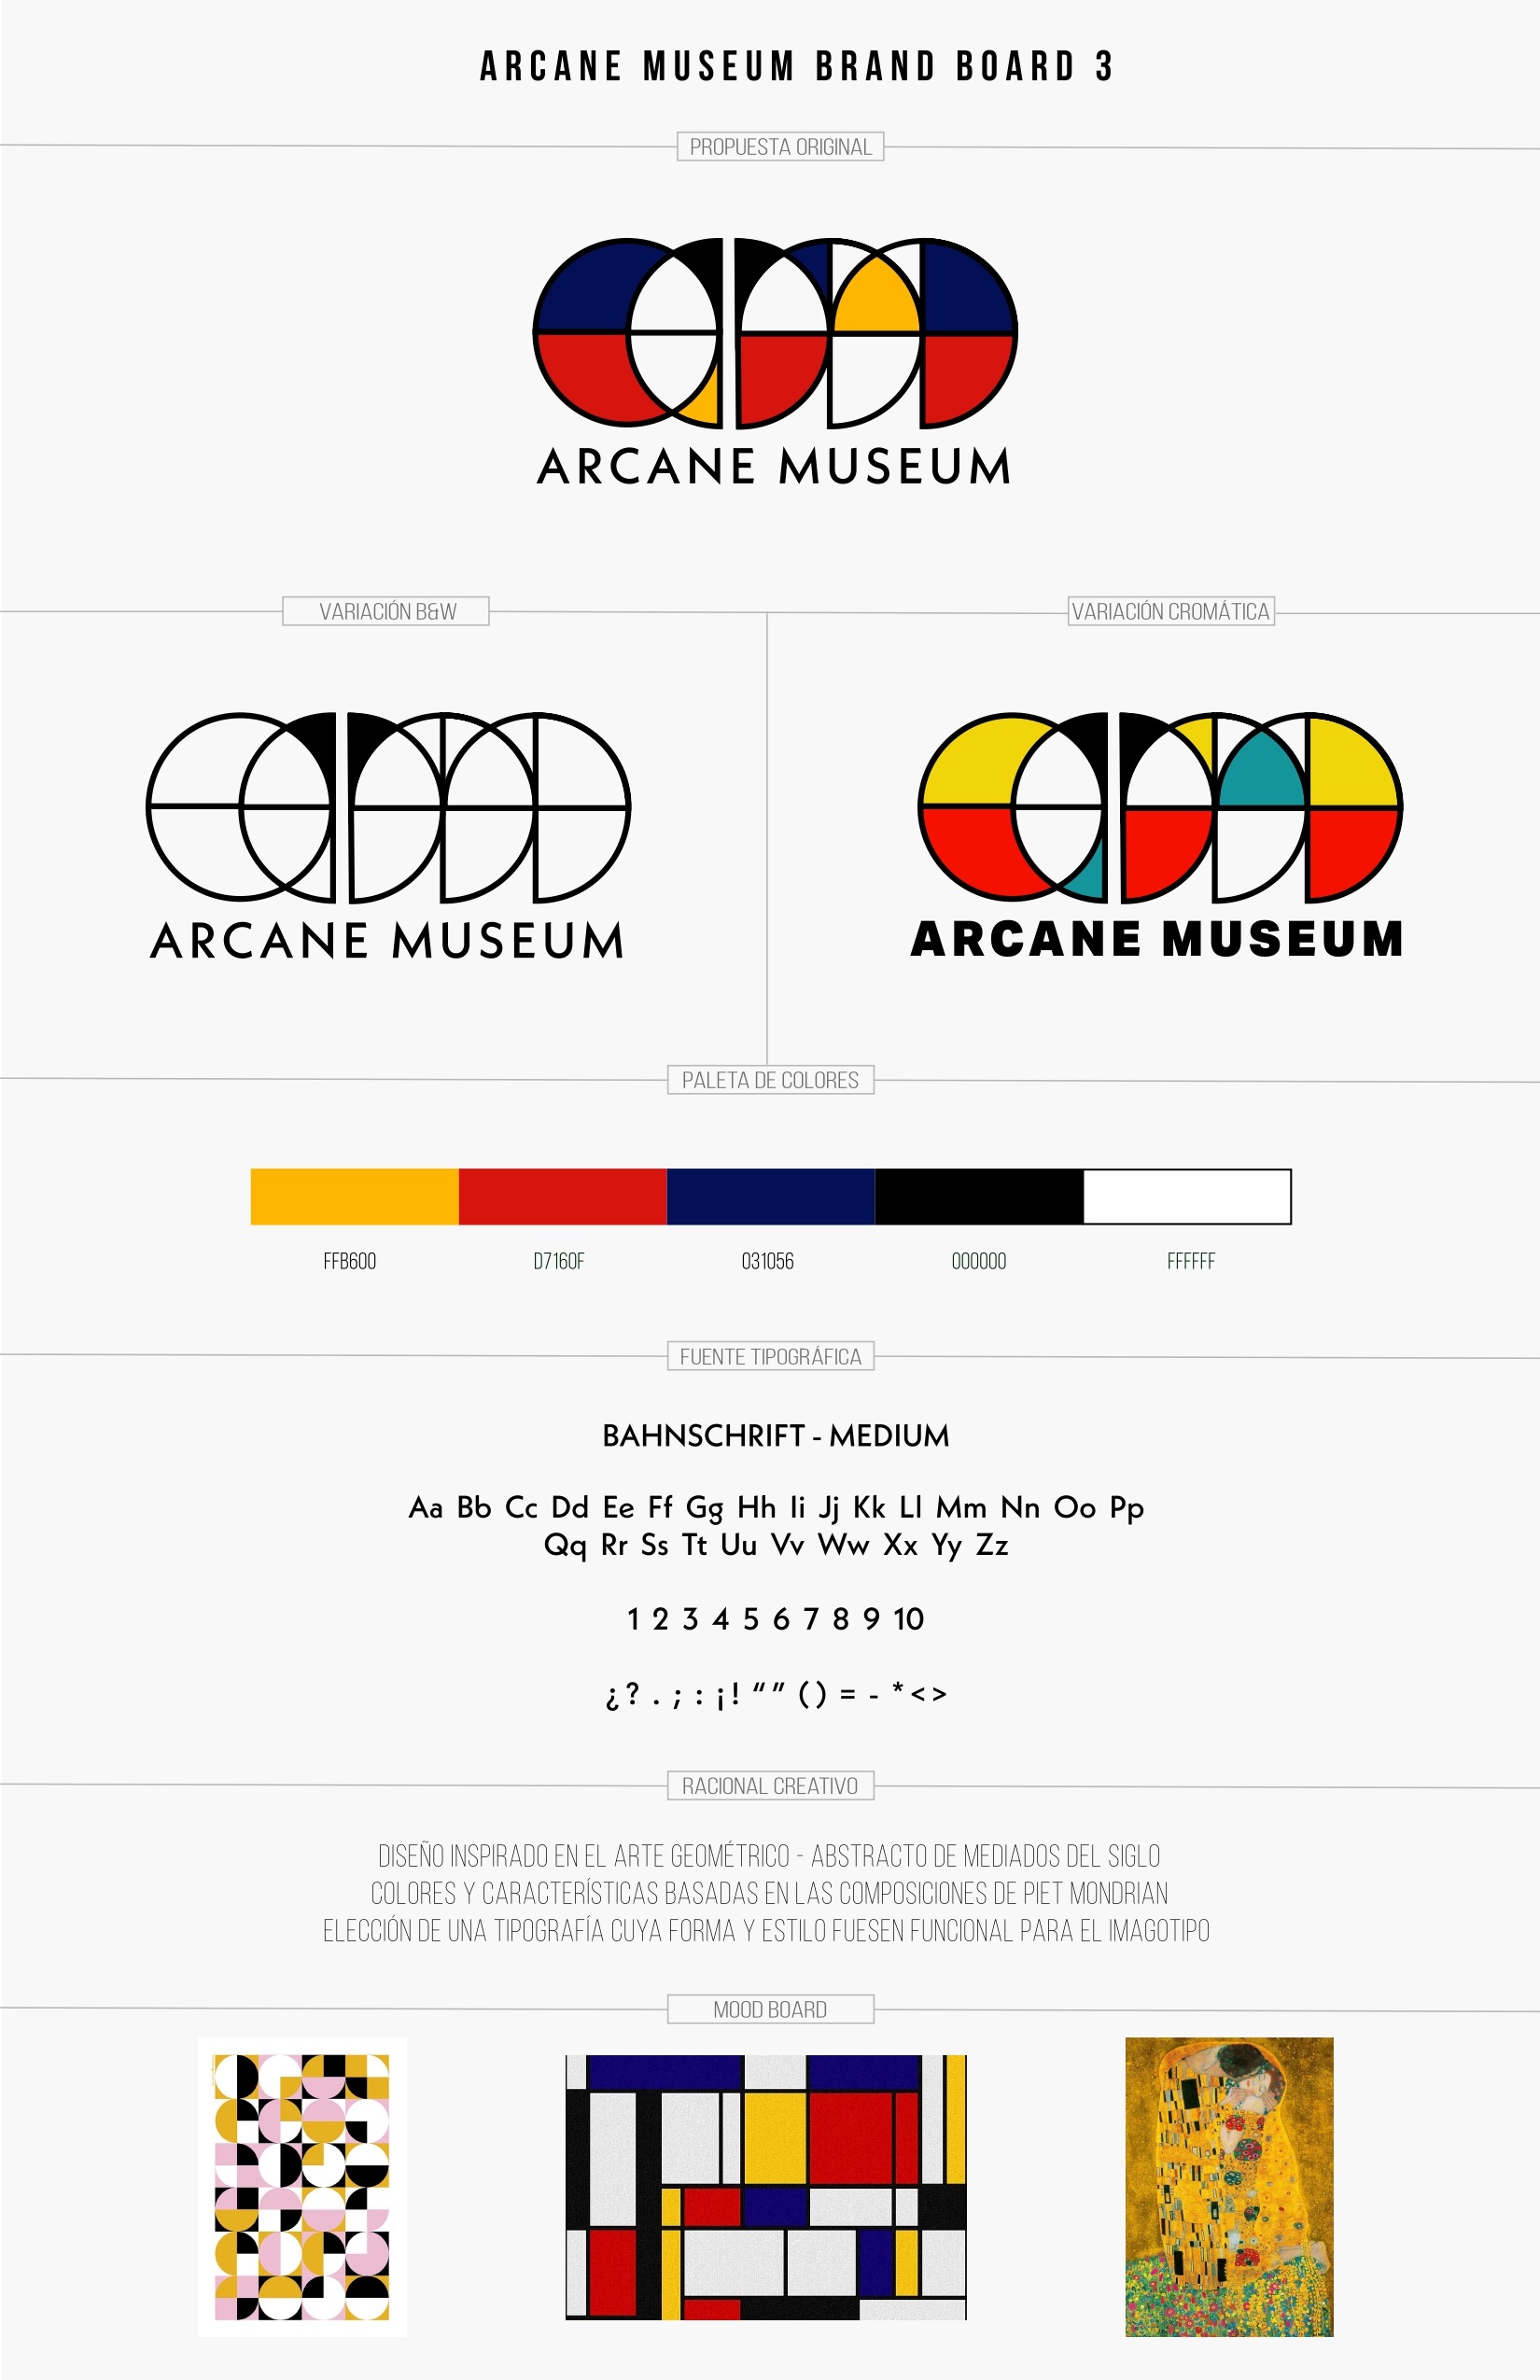 ARCANE MUSEUM BRAND BOARD 3
PROPUESTA ORIGINAL
ARCANE MUSEUM
VARIACIÓN B&W
VARIACIÓN CROMÁTICA
ARCANE MUSEUM
ARCANE MUSEUM
PALETA DE COLORES
FFB600 D7160F 031056 000000 FFFFFF
FUENTE TIPOGRÁFICA
BAHNSCHRIFT - MEDIUM
Aa Bb Cc Dd Ee Ff Gg Hh Ii Jj Kk Ll Mm Nn Oo Pp
Qq Rr Ss Tt Uu Vv Ww Xx Yy Zz
1 2 3 4 5 6 7 8 9 10
¿? . ; : ¡! “” () = - *<>
RACIONAL CREATIVO
DISEÑO INSPIRADO EN EL ARTE GEOMÉTRICO - ABSTRACTO DE MEDIADOS DEL SIGLO
COLORES Y CARACTERÍSTICAS BASADAS EN LAS COMPOSICIONES DE PIET MONDRIAN
ELECCIÓN DE UNA TIPOGRAFÍA CUYA FORMA Y ESTILO FUESEN FUNCIONAL PARA EL IMAGOTIPO
MOOD BOARD